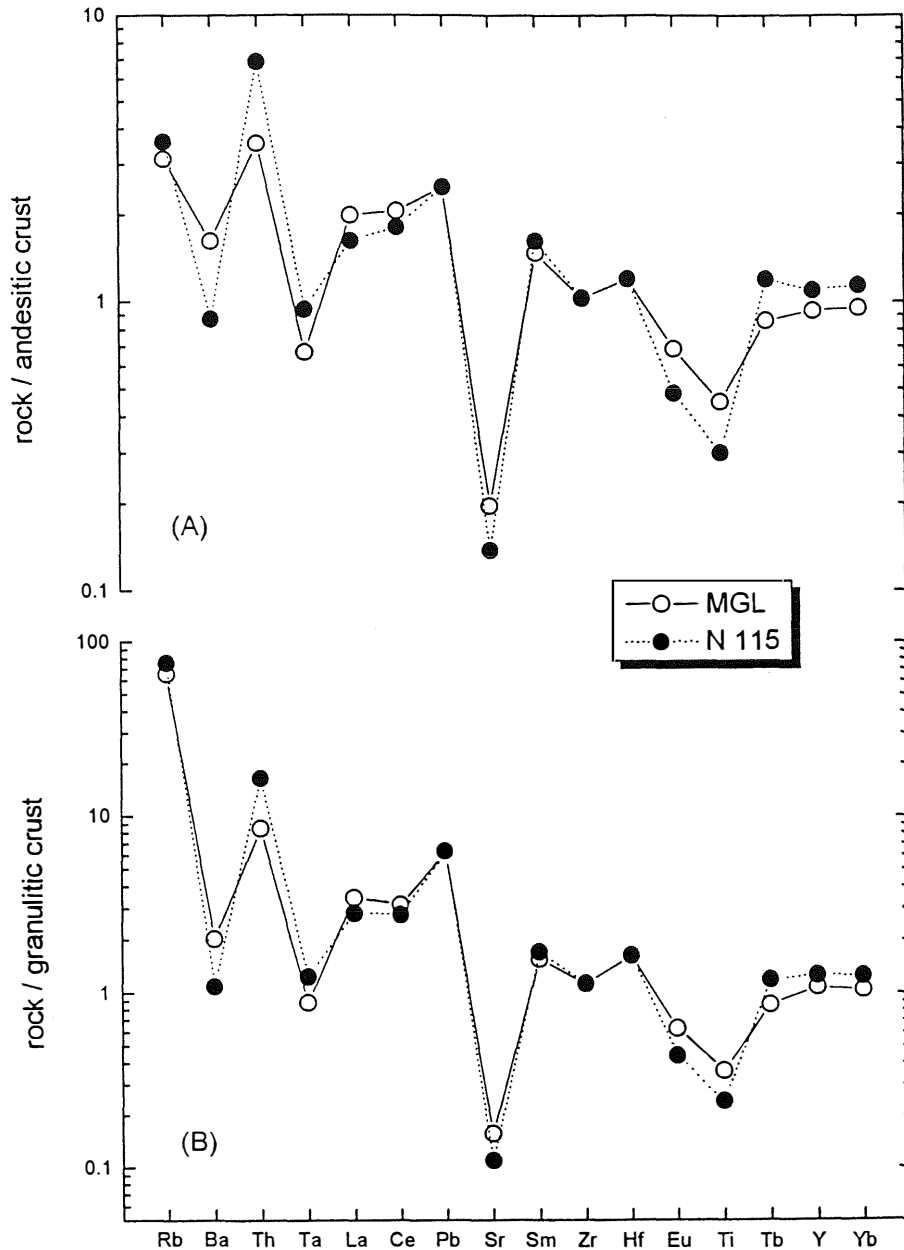 10
1
0.1
rock / andesitic crust
(A)
MGL
N 115
100
10
1
0.1
rock / granulitic crust
(B)
Rb Ba Th Ta La Ce Pb Sr Sm Zr Hf Eu Ti Tb Y Yb